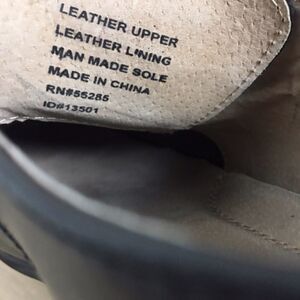 LEATHER UPPER
LEATHER LINING
MAN MADE SOLE
MADE IN CHINA
RN#55285
ID#13501